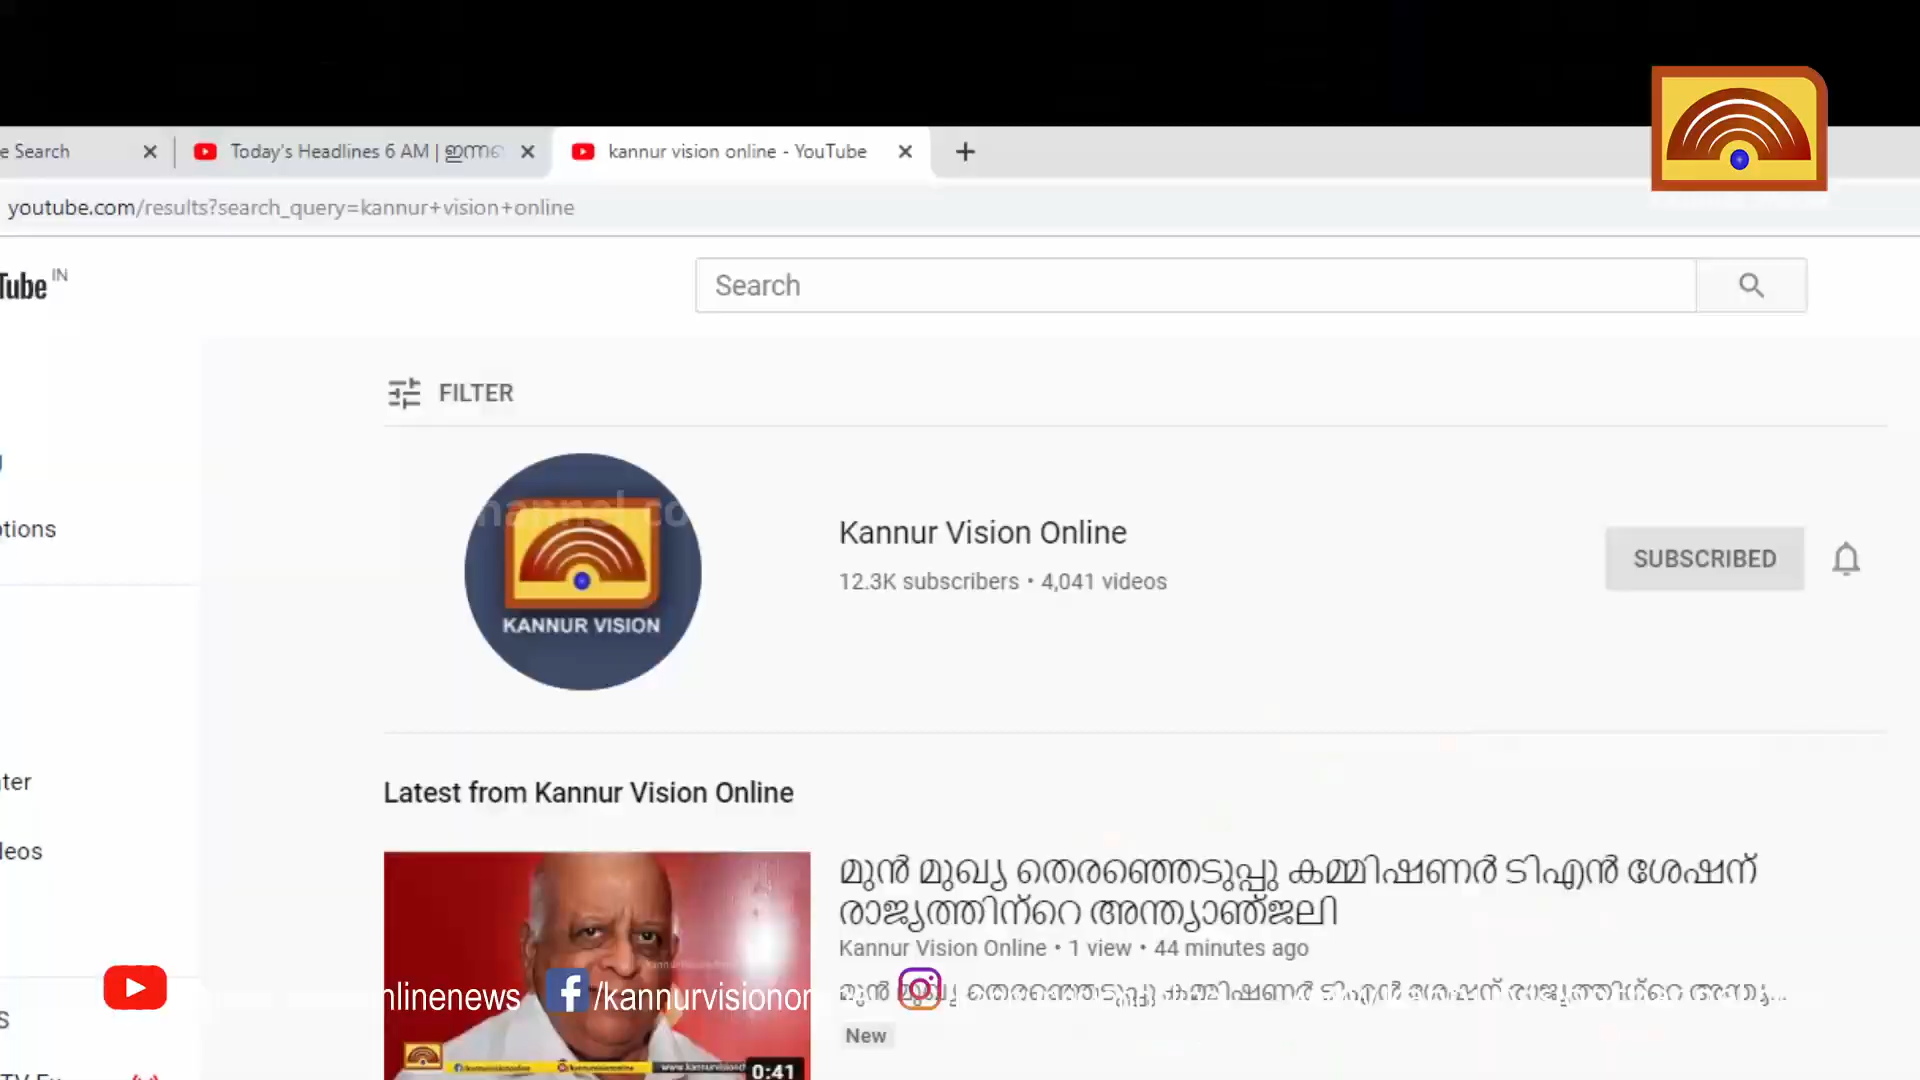 e Search
Today's Headlines 6 AM |
kannur vision online - YouTube
youtube.com/results?search_query=kannur+vision+online
Tube IN
Search
FILTER
Kannur Vision Online
12.3K subscribers • 4,041 videos
SUBSCRIBED
KANNUR VISION
Latest from Kannur Vision Online
മുൻ മുഖ്യ തെരഞ്ഞെടുപ്പു കമ്മിഷണർ ടിഎൻ ശേഷന്
രാജ്യത്തിന്റെ അന്ത്യാഞ്ജലി
Kannur Vision Online • 1 view • 44 minutes ago
nlinenews
/kannurvisionon
New
0:41